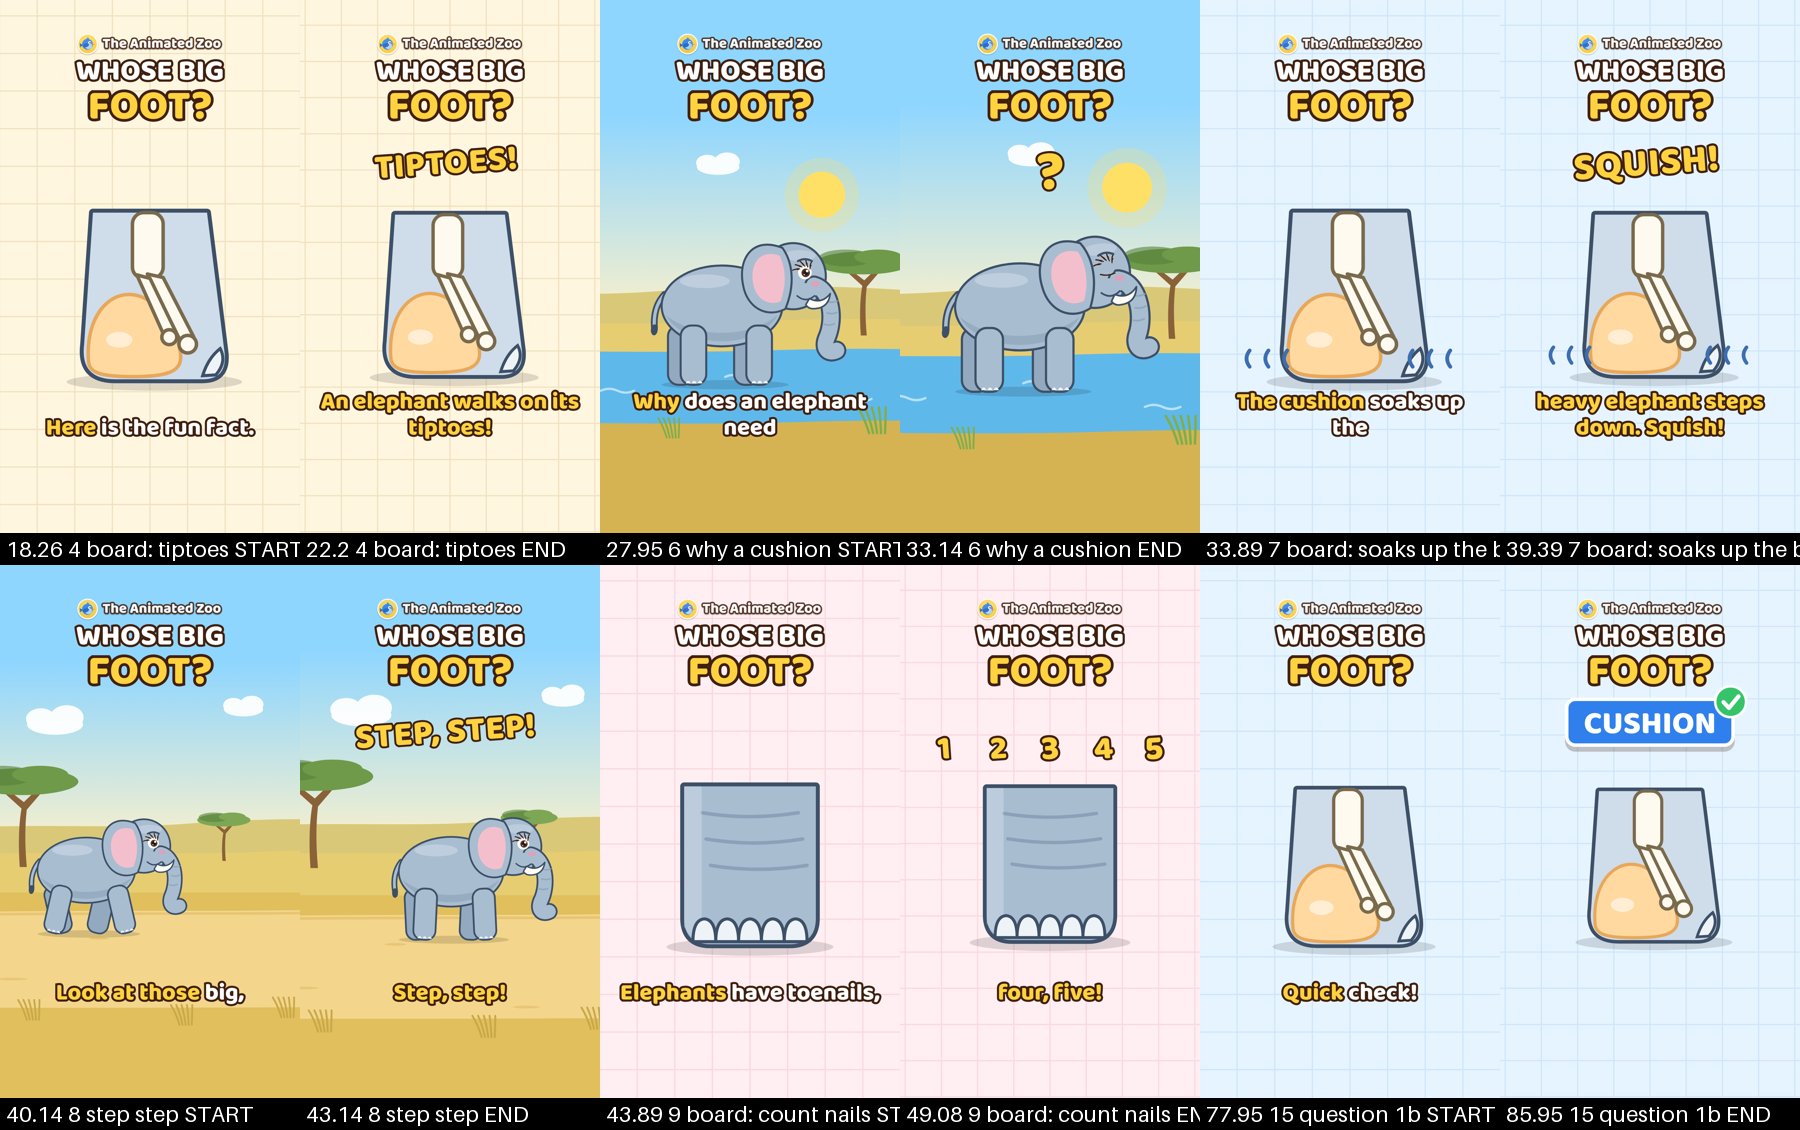 The Animated Zoo
WHOSE BIG
FOOT?
Here is the fun fact.
18.26 4 board: tiptoes START
The Animated Zoo
WHOSE BIG
FOOT?
TIPTOES!
An elephant walks on its
tiptoes!
22.2 4 board: tiptoes END
The Animated Zoo
WHOSE BIG
FOOT?
Why does an elephant
need
27.95 6 why a cushion START
The Animated Zoo
WHOSE BIG
FOOT?
?
33.14 6 why a cushion END
The Animated Zoo
WHOSE BIG
FOOT?
The cushion soaks up
the
33.89 7 board: soaks up the b
The Animated Zoo
WHOSE BIG
FOOT?
SQUISH!
heavy elephant steps
down. Squish!
39.39 7 board: soaks up the b
The Animated Zoo
WHOSE BIG
FOOT?
Look at those big,
40.14 8 step step START
The Animated Zoo
WHOSE BIG
FOOT?
STEP, STEP!
Step, step!
43.14 8 step step END
The Animated Zoo
WHOSE BIG
FOOT?
Elephants have toenails,
43.89 9 board: count nails ST
The Animated Zoo
WHOSE BIG
FOOT?
1 2 3 4 5
four, five!
49.08 9 board: count nails EN
The Animated Zoo
WHOSE BIG
FOOT?
Quick check!
77.95 15 question 1b START
The Animated Zoo
WHOSE BIG
FOOT?
CUSHION
85.95 15 question 1b END